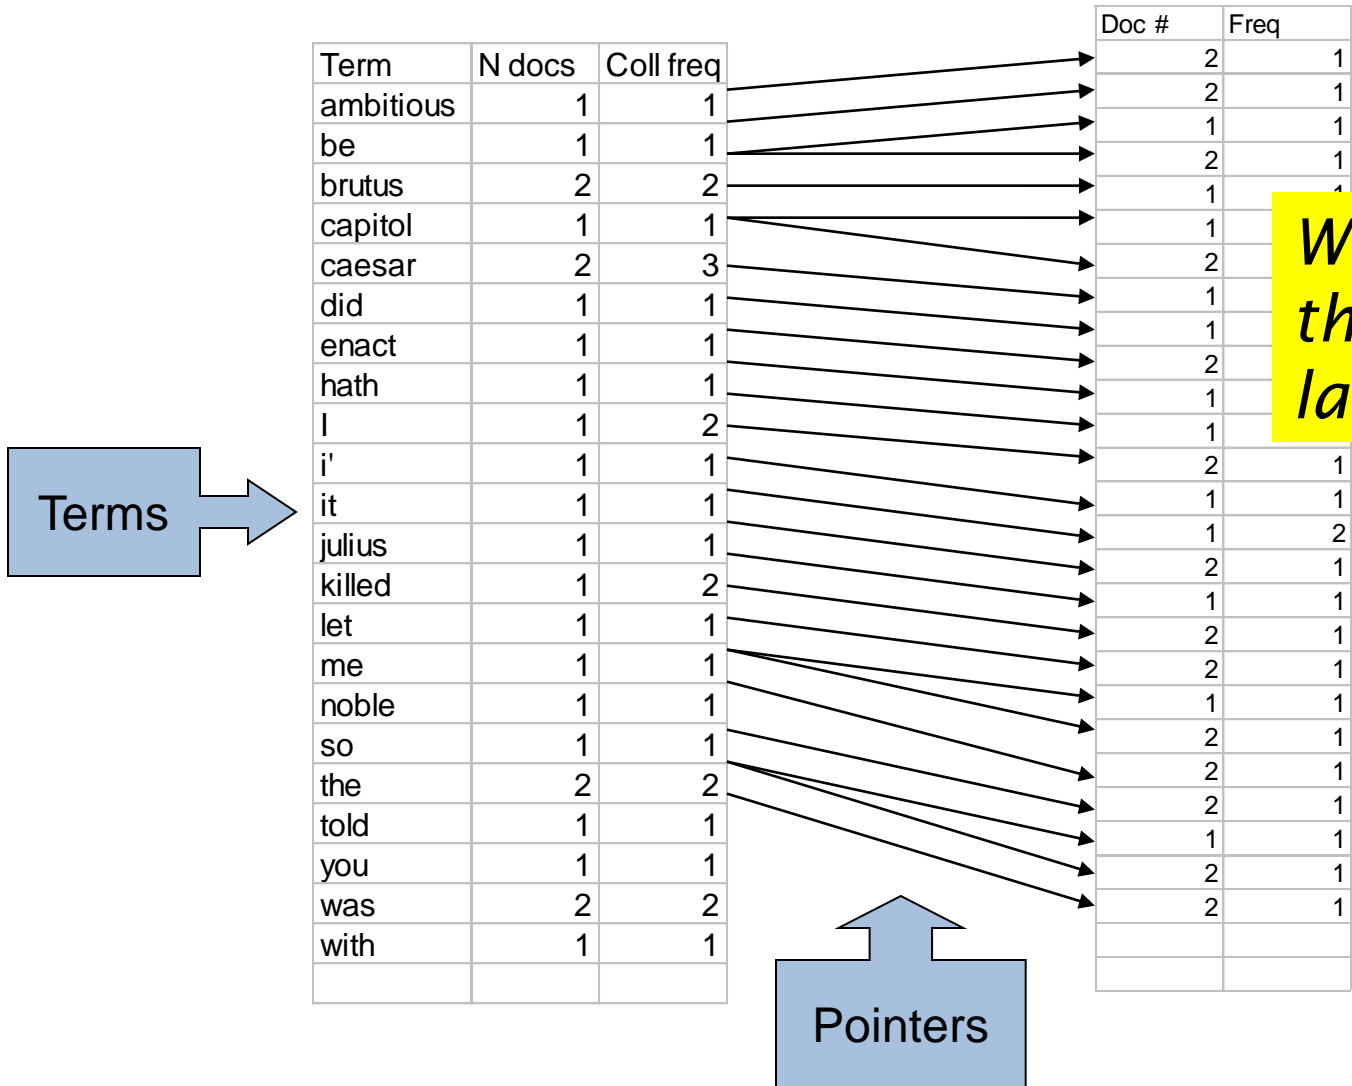 Term N docs Coll freq
ambitious 1 1
be 1 1
brutus 2 2
capitol 1 1
caesar 2 3
did 1 1
enact 1 1
hath 1 1
I 1 2
i' 1 1
it 1 1
julius 1 1
killed 1 2
let 1 1
me 1 1
noble 1 1
so 1 1
the 2 2
told 1 1
you 1 1
was 2 2
with 1 1
Doc # Freq
2 1
2 1
1 1
2 1
1
1
2
1
1
2
1
1
2 1
1 1
1 2
2 1
1 1
2 1
2 1
1 1
2 1
2 1
2 1
1 1
2 1
2 1
Terms
Pointers